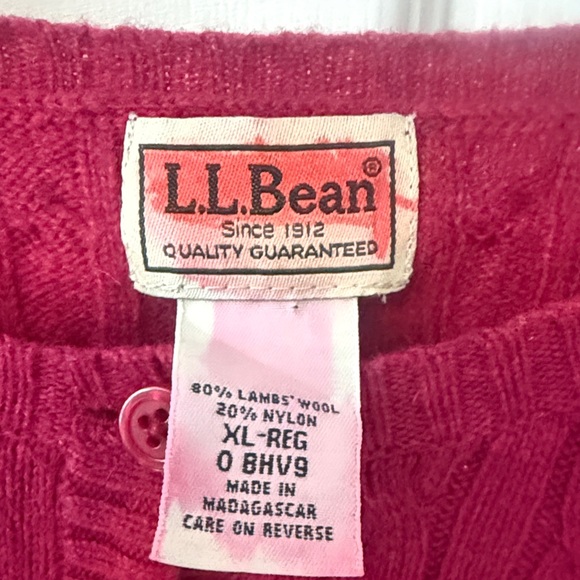 L.L.Bean®
Since 1912
QUALITY GUARANTEED
80% LAMBS' WOOL
20% NYLON
XL-REG
0 BHV9
MADE IN
MADAGASCAR
CARE ON REVERSE